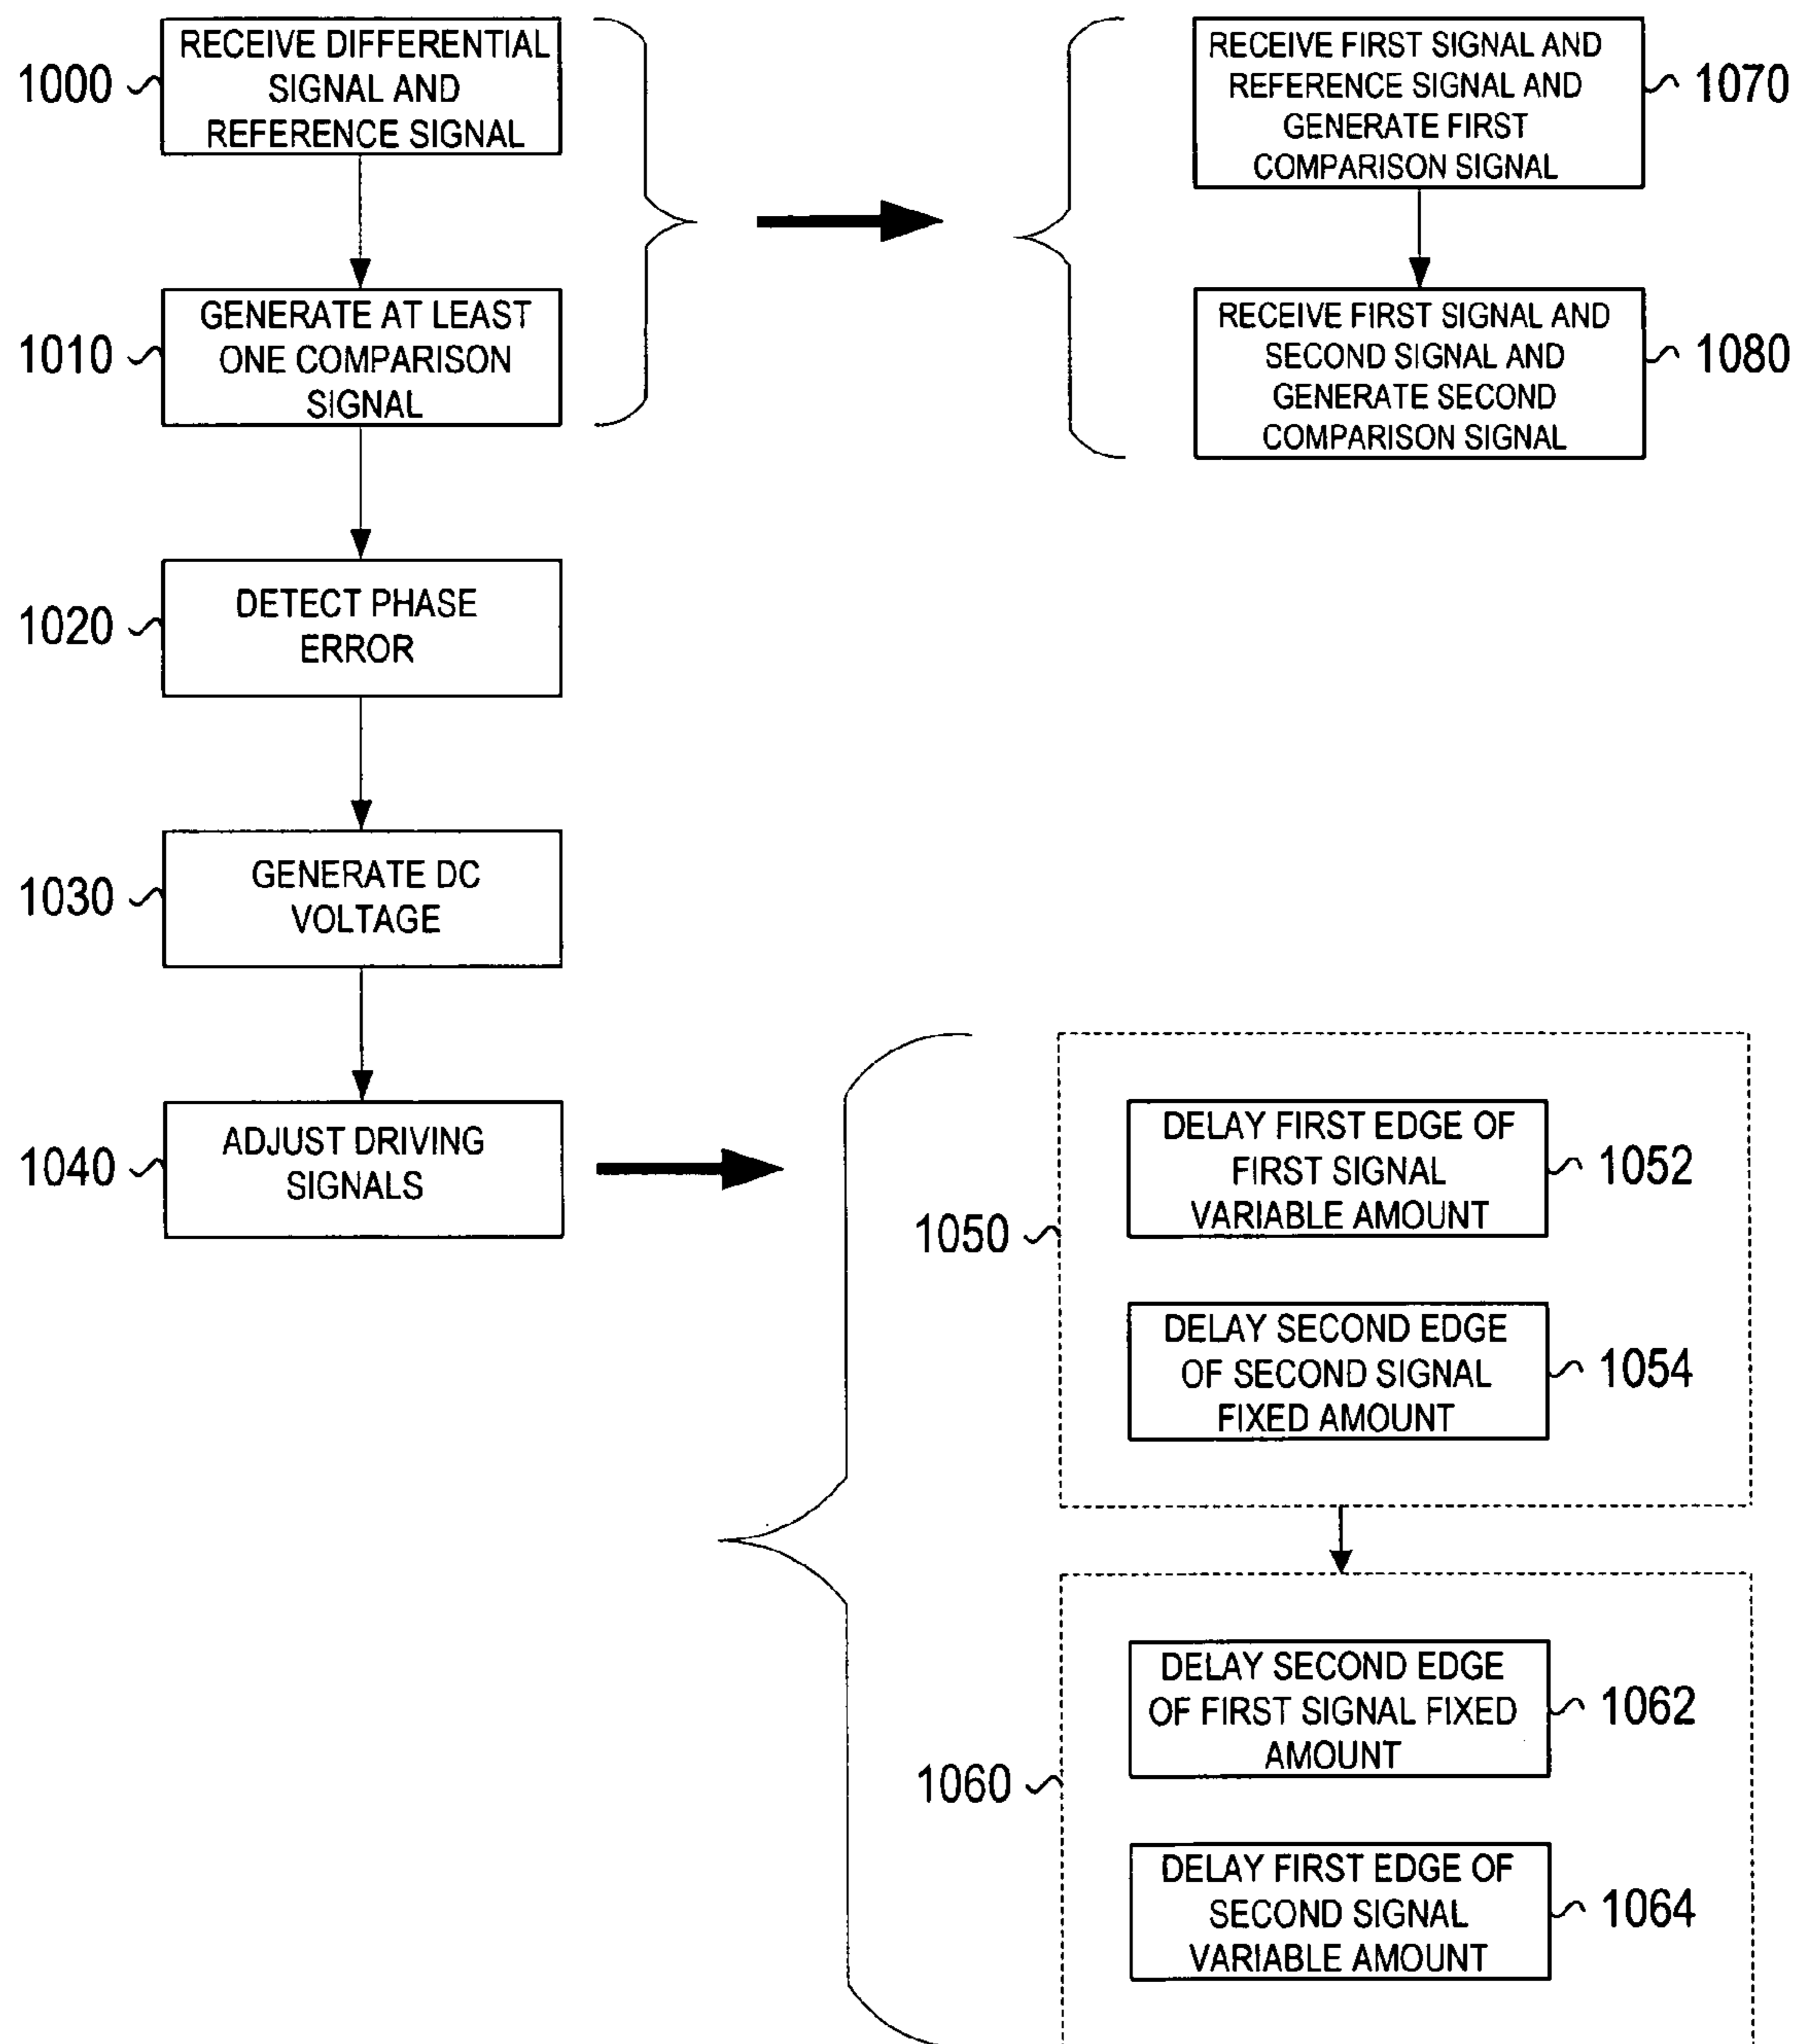 1000
RECEIVE DIFFERENTIAL
SIGNAL AND
REFERENCE SIGNAL
1010
GENERATE AT LEAST
ONE COMPARISON
SIGNAL
1020
DETECT PHASE
ERROR
1030
GENERATE DC
VOLTAGE
1040
ADJUST DRIVING
SIGNALS
RECEIVE FIRST SIGNAL AND
REFERENCE SIGNAL AND
GENERATE FIRST
COMPARISON SIGNAL
1070
RECEIVE FIRST SIGNAL AND
SECOND SIGNAL AND
GENERATE SECOND
COMPARISON SIGNAL
1080
1050
DELAY FIRST EDGE OF
FIRST SIGNAL
VARIABLE AMOUNT
1052
DELAY SECOND EDGE
OF SECOND SIGNAL
FIXED AMOUNT
1054
1060
DELAY SECOND EDGE
OF FIRST SIGNAL FIXED
AMOUNT
1062
DELAY FIRST EDGE OF
SECOND SIGNAL
VARIABLE AMOUNT
1064